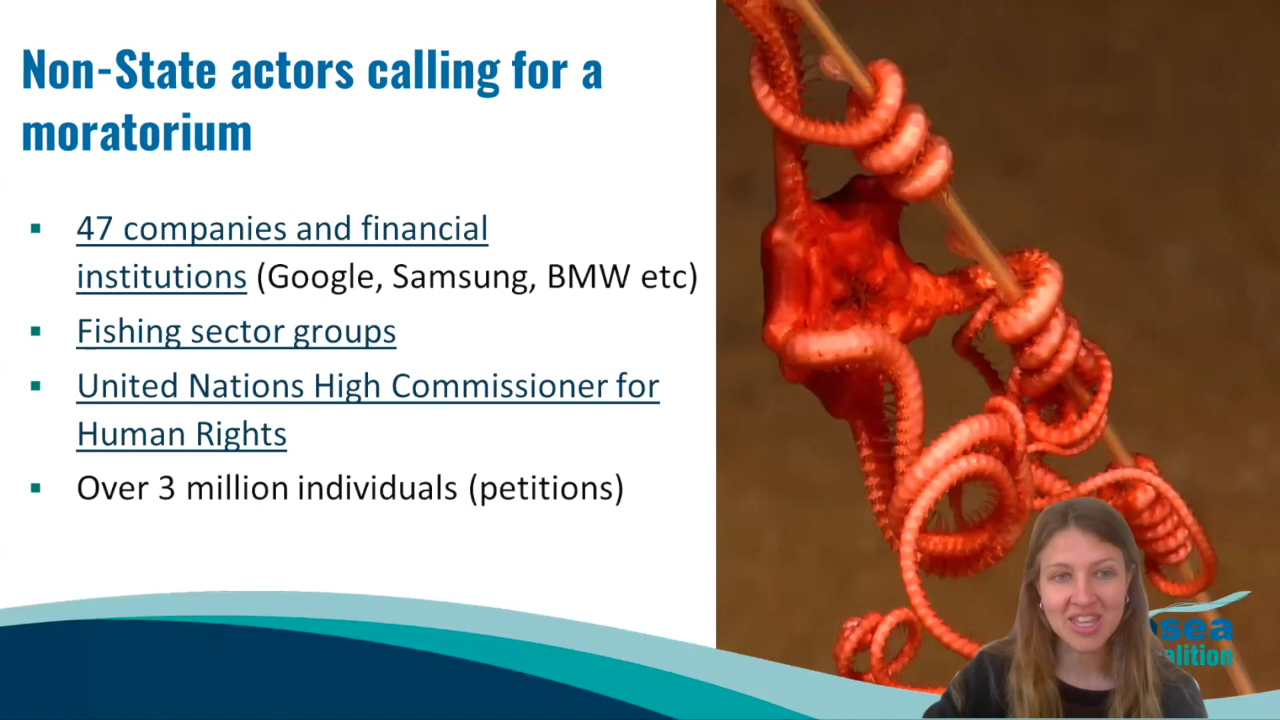 Non-State actors calling for a
moratorium
▪ 47 companies and financial
institutions (Google, Samsung, BMW etc)
▪ Fishing sector groups
▪ United Nations High Commissioner for
Human Rights
▪ Over 3 million individuals (petitions)